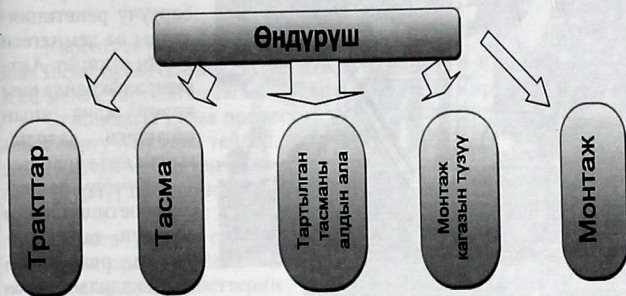 Өндүрүш
Тракттар
Тасма
Тартылган
тасманы
алдын ала
Монтаж
кагазын түзүү
Монтаж